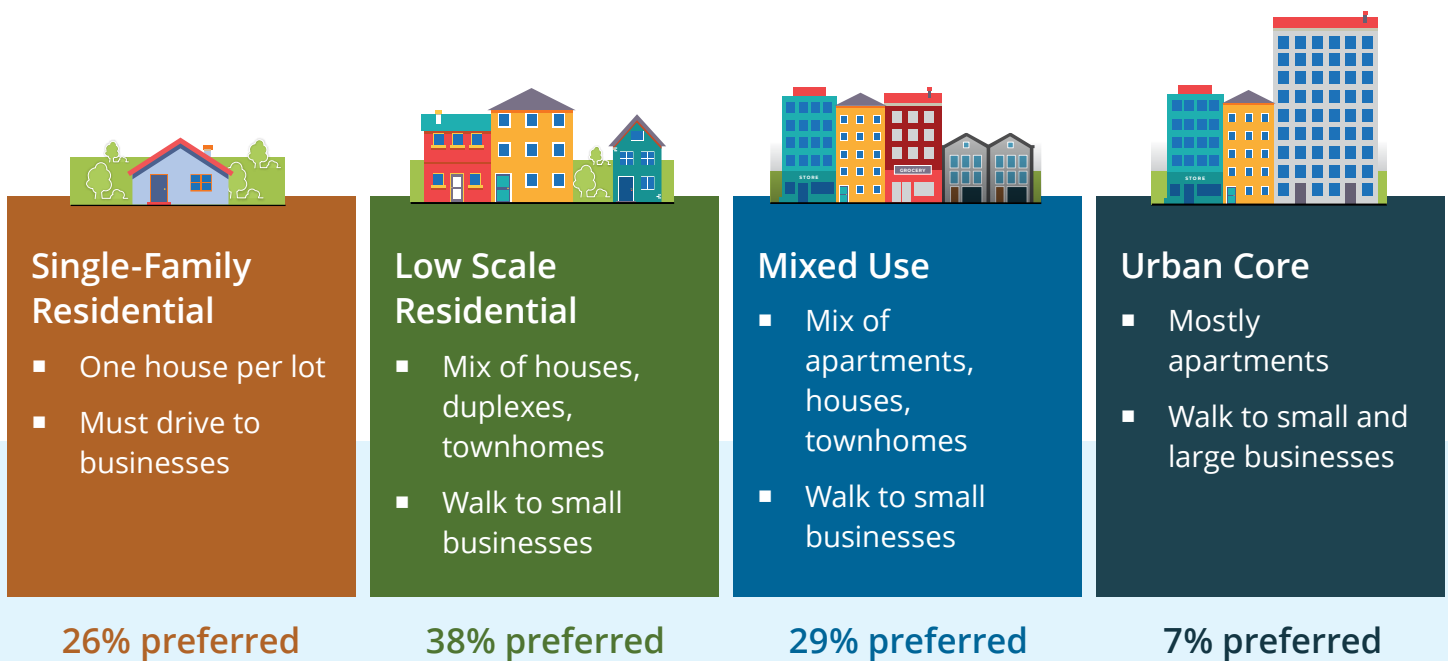 STORE
GROCERY
STORE
Single-Family
Residential
▪ One house per lot
▪ Must drive to
businesses
26% preferred
Low Scale
Residential
▪ Mix of houses,
duplexes,
townhomes
▪ Walk to small
businesses
38% preferred
Mixed Use
▪ Mix of
apartments,
houses,
townhomes
▪ Walk to small
businesses
29% preferred
Urban Core
▪ Mostly
apartments
▪ Walk to small and
large businesses
7% preferred